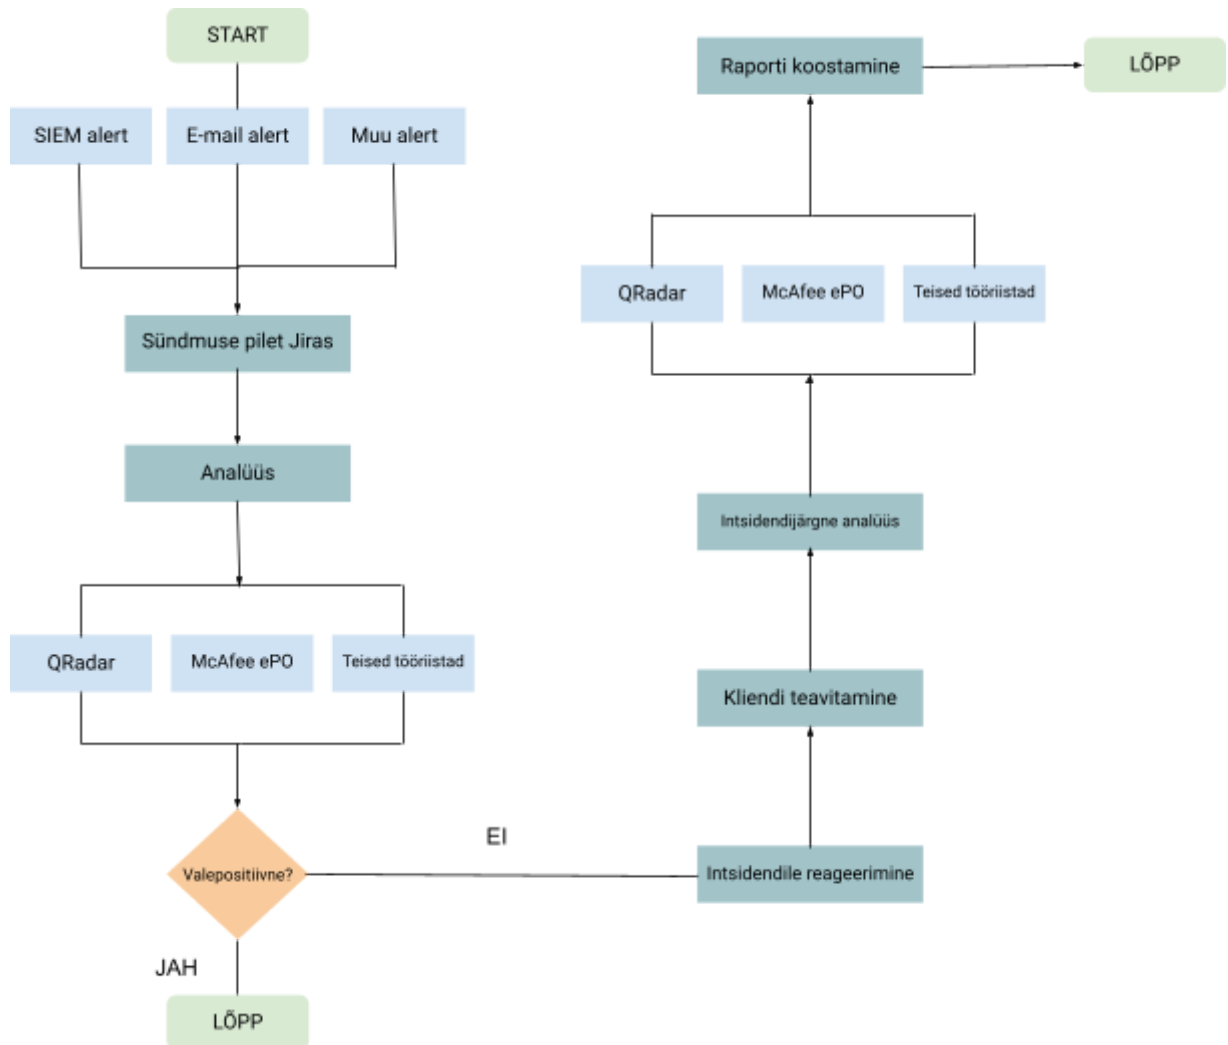 START
SIEM alert
E-mail alert
Muu alert
Sündmuse pilet Jiras
Analüüs
QRadar
McAfee ePO
Teised tööriistad
Valepositiivne?
EI
JAH
LÕPP
Intsidendile reageerimine
Kliendi teavitamine
Intsidendijärgne analüüs
QRadar
McAfee ePO
Teised tööriistad
Raporti koostamine
LÕPP